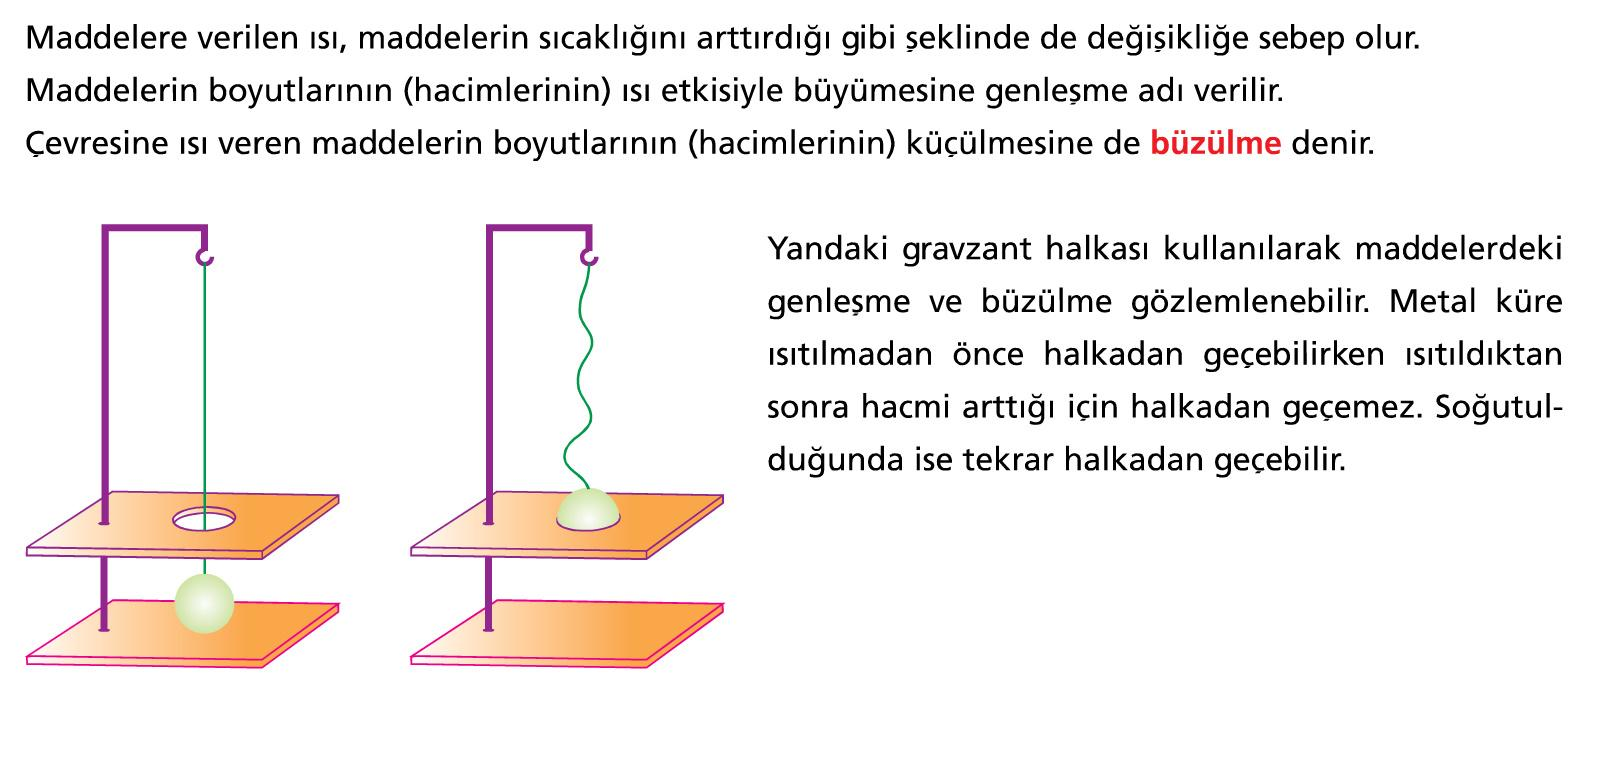 Maddelere verilen ısı, maddelerin sıcaklığını arttırdığı gibi şeklinde de değişikliğe sebep olur.
Maddelerin boyutlarının (hacimlerinin) ısı etkisiyle büyümesine genleşme adı verilir.
Çevresine ısı veren maddelerin boyutlarının (hacimlerinin) küçülmesine de büzülme denir.
Yandaki gravzant halkası kullanılarak maddelerdeki
genleşme ve büzülme gözlemlenebilir. Metal küre
ısıtılmadan önce halkadan geçebilirken ısıtıldıktan
sonra hacmi arttığı için halkadan geçemez. Soğutul-
duğunda ise tekrar halkadan geçebilir.